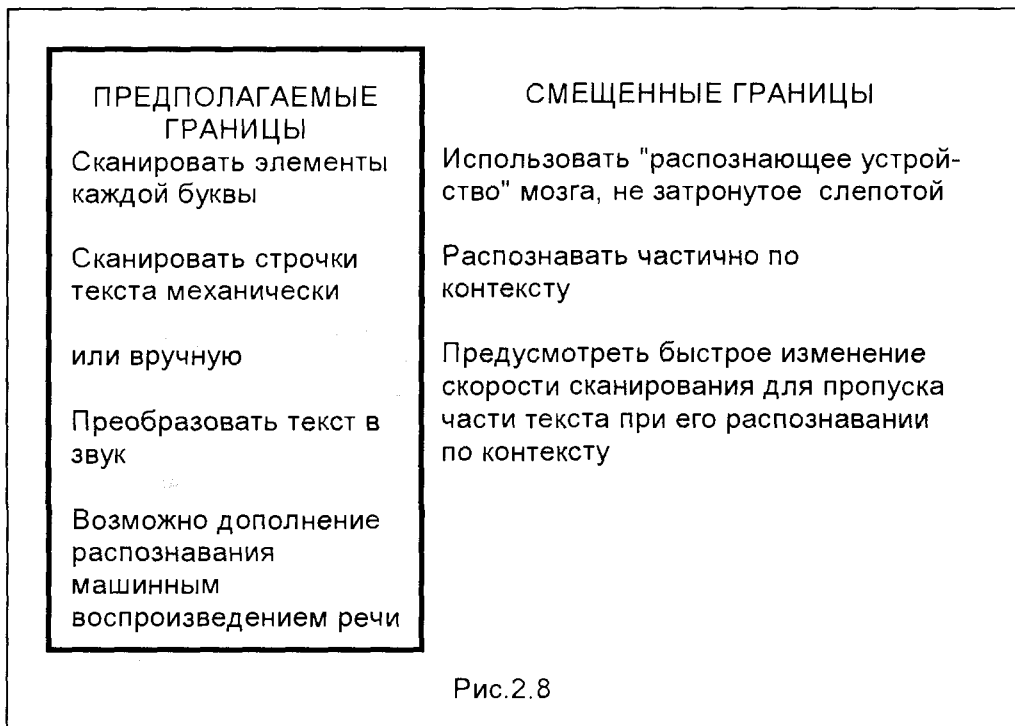 ПРЕДПОЛАГАЕМЫЕ
ГРАНИЦЫ
Сканировать элементы
каждой буквы
Сканировать строчки
текста механически
или вручную
Преобразовать текст в
звук
Возможно дополнение
распознавания
машинным
воспроизведением речи
СМЕЩЕННЫЕ ГРАНИЦЫ
Использовать "распознающее устрой-
ство" мозга, не затронутое слепотой
Распознавать частично по
контексту
Предусмотреть быстрое изменение
скорости сканирования для пропуска
части текста при его распознавании
по контексту
Рис.2.8